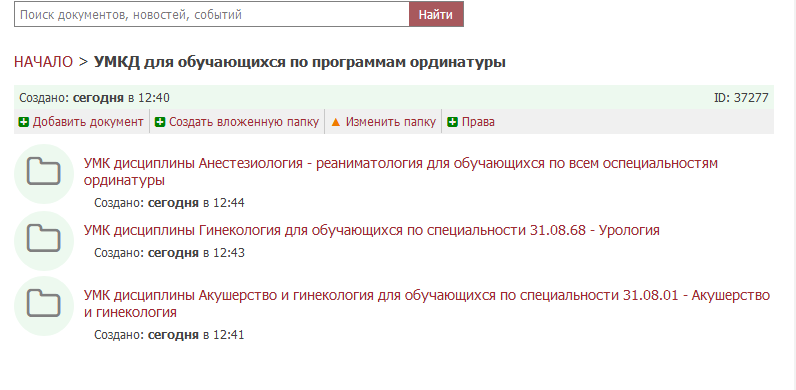 Поиск документов, новостей, событий
Найти
НАЧАЛО > УМКД для обучающихся по программам ординатуры
Создано: сегодня в 12:40 ID: 37277
Добавить документ Создать вложенную папку Изменить папку Права
УМК дисциплины Анестезиология - реаниматология для обучающихся по всем оспециальностям
ординатуры
Создано: сегодня в 12:44
УМК дисциплины Гинекология для обучающихся по специальности 31.08.68 - Урология
Создано: сегодня в 12:43
УМК дисциплины Акушерство и гинекология для обучающихся по специальности 31.08.01 - Акушерство
и гинекология
Создано: сегодня в 12:41